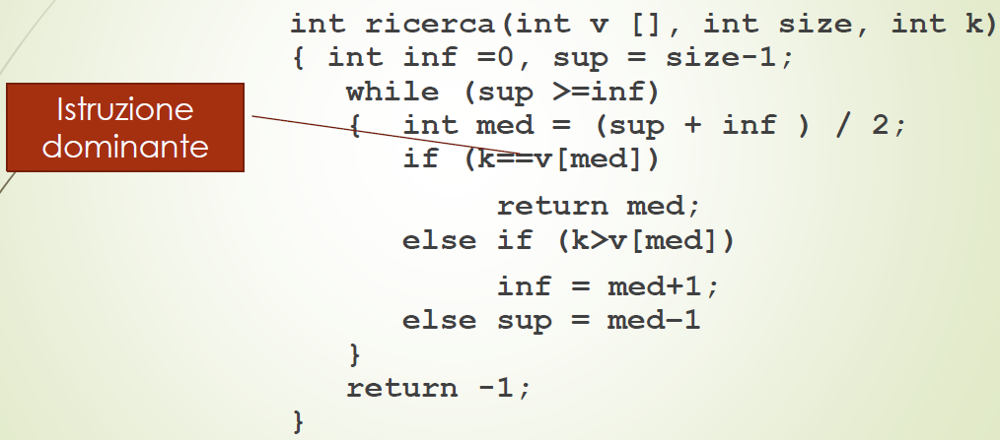 int ricerca(int v [], int size, int k)
{ int inf =0, sup = size-1;
while (sup >=inf)
{ int med = (sup + inf ) / 2;
if (k==v[med])
return med;
else if (k>v[med])
inf = med+1;
else sup = med–1
}
return -1;
}
Istruzione
dominante